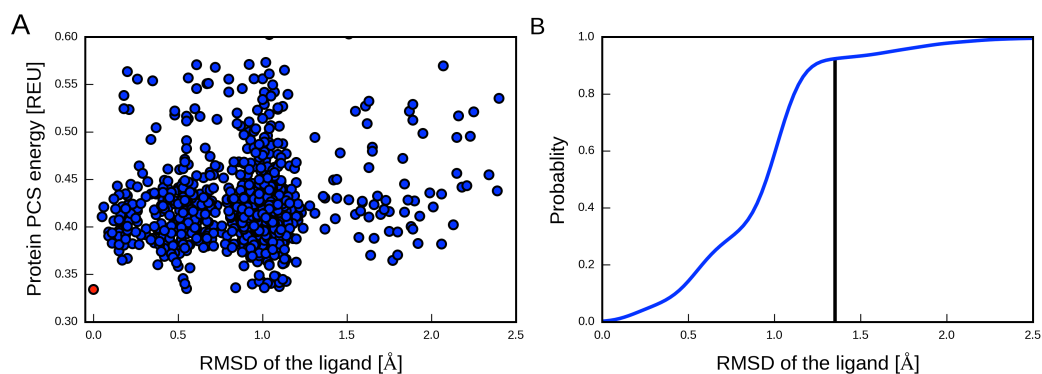 A
Protein PCS energy [REU]
0.60
0.55
0.50
0.45
0.40
0.35
0.30
0.0 0.5 1.0 1.5 2.0 2.5
RMSD of the ligand [Å]
B
Probablity
1.0
0.8
0.6
0.4
0.2
0.0
0.0 0.5 1.0 1.5 2.0 2.5
RMSD of the ligand [Å]